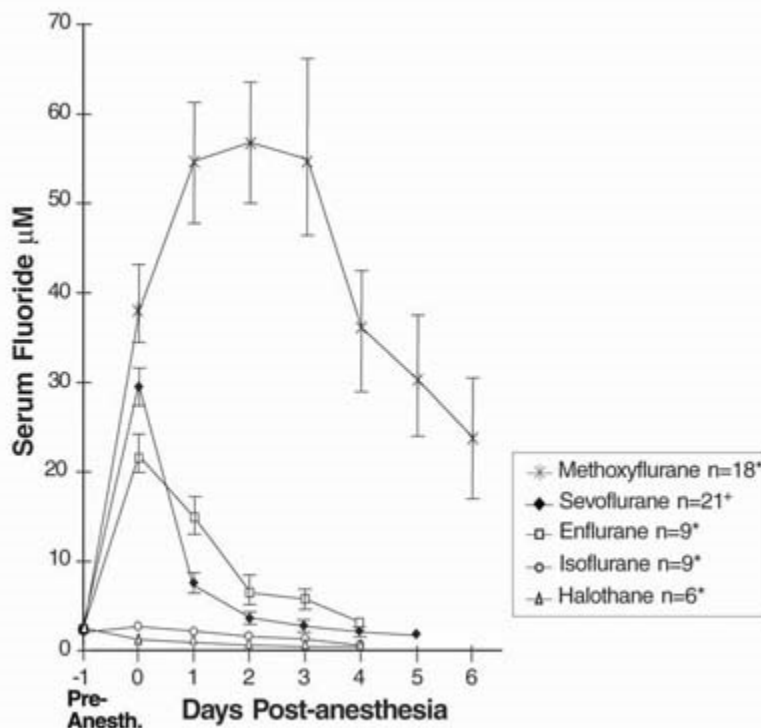 70
60
50
40
30
20
10
0
Serum Fluoride µM
-1 0 1 2 3 4 5 6
Pre-
Anesth.
Days Post-anesthesia
Methoxyflurane n=18*
Sevoflurane n=21⁺
Enflurane n=9*
Isoflurane n=9*
Halothane n=6*